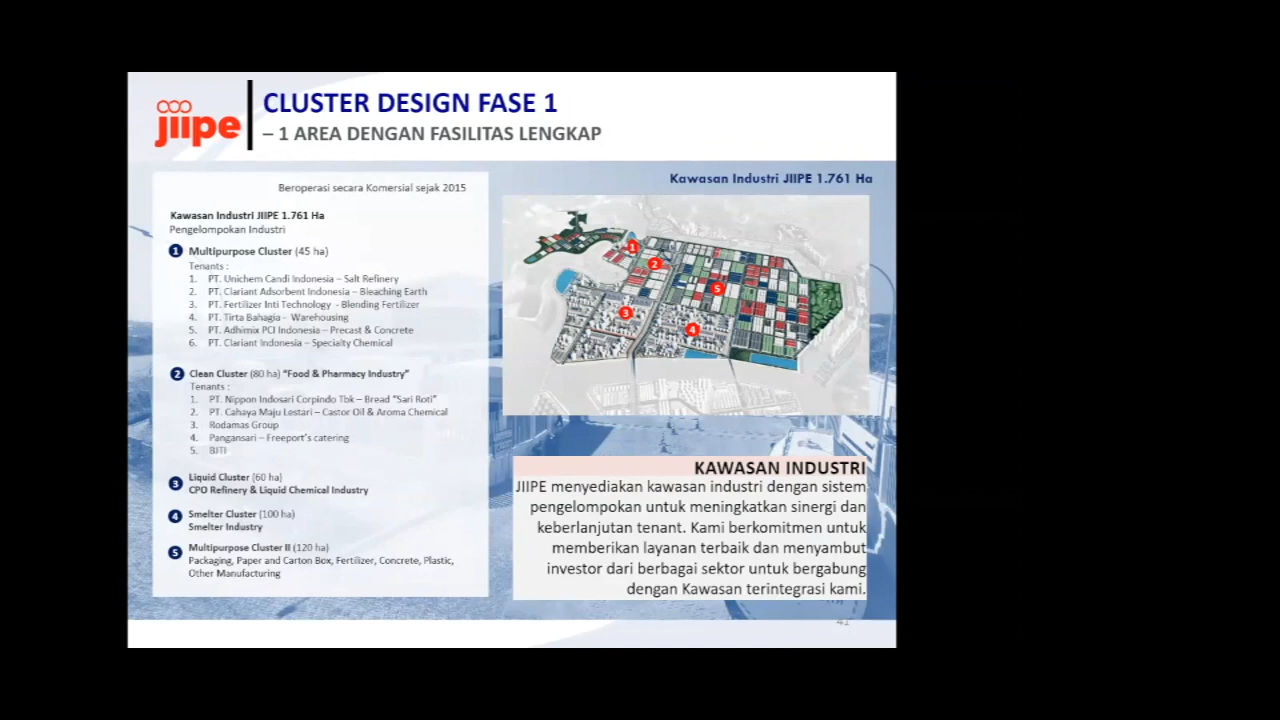 jiipe
CLUSTER DESIGN FASE 1
– 1 AREA DENGAN FASILITAS LENGKAP
Beroperasi secara Komersial sejak 2015
Kawasan Industri JIIPE 1.761 Ha
Pengelompokan Industri
1 Multipurpose Cluster (45 ha)
Tenants :
1. PT. Unichem Candi Indonesia – Salt Refinery
2. PT. Clariant Adsorbent Indonesia – Bleaching Earth
3. PT. Fertilizer Inti Technology - Blending Fertilizer
4. PT. Tirta Bahagia - Warehousing
5. PT. Adhimix PCI Indonesia – Precast & Concrete
6. PT. Clariant Indonesia – Specialty Chemical
2 Clean Cluster (80 ha) “Food & Pharmacy Industry”
Tenants :
1. PT. Nippon Indosari Corpindo Tbk – Bread “Sari Roti”
2. PT. Cahaya Maju Lestari – Castor Oil & Aroma Chemical
3. Rodamas Group
4. Pangansari – Freeport’s catering
5. BJTI
3 Liquid Cluster (60 ha)
CPO Refinery & Liquid Chemical Industry
4 Smelter Cluster (100 ha)
Smelter Industry
5 Multipurpose Cluster II (120 ha)
Packaging, Paper and Carton Box, Fertilizer, Concrete, Plastic,
Other Manufacturing
Kawasan Industri JIIPE 1.761 Ha
1
2
5
3
4
KAWASAN INDUSTRI
JIIPE menyediakan kawasan industri dengan sistem
pengelompokan untuk meningkatkan sinergi dan
keberlanjutan tenant. Kami berkomitmen untuk
memberikan layanan terbaik dan menyambut
investor dari berbagai sektor untuk bergabung
dengan Kawasan terintegrasi kami.
41